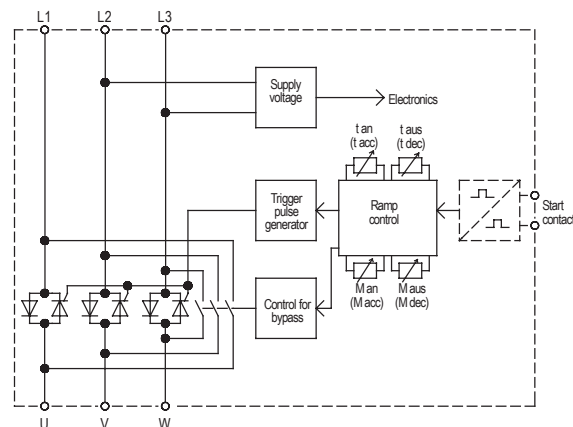 L1 L2 L3
Supply
voltage
Electronics
t an
(t acc)
t aus
(t dec)
Trigger
pulse
generator
Ramp
control
Start
contact
M an
(M acc)
M aus
(M dec)
Control for
bypass
U V W